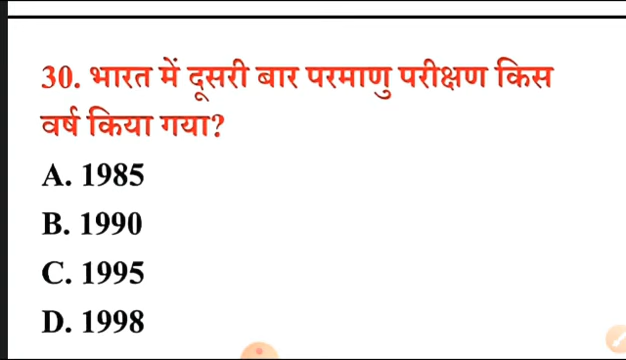 30. भारत में दूसरी बार परमाणु परीक्षण किस
वर्ष किया गया?
A. 1985
B. 1990
C. 1995
D. 1998